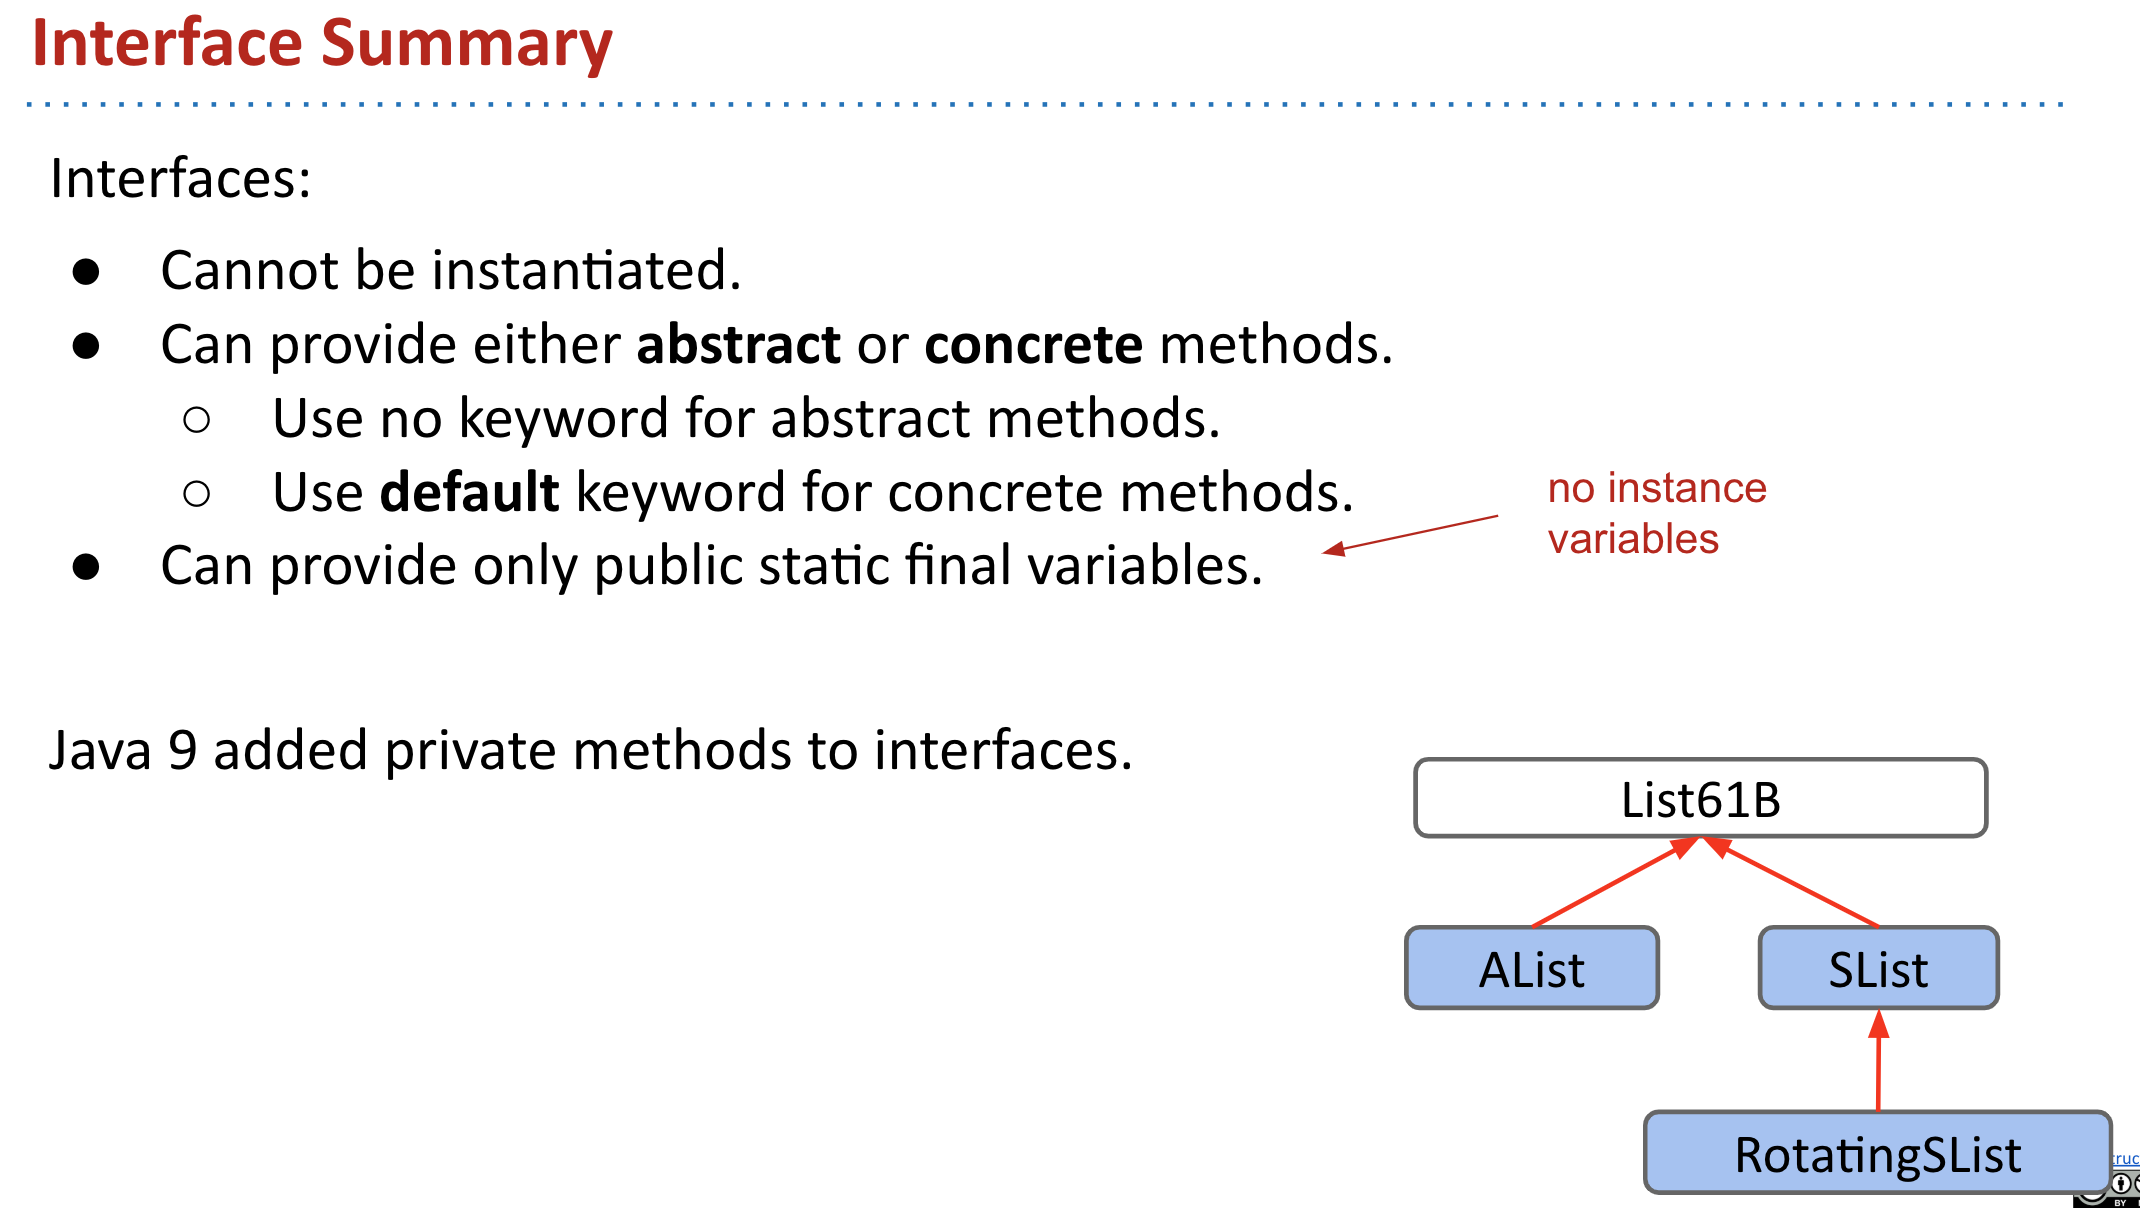 Interface Summary
Interfaces:
● Cannot be instantiated.
● Can provide either abstract or concrete methods.
○ Use no keyword for abstract methods.
○ Use default keyword for concrete methods.
● Can provide only public static final variables.
no instance
variables
Java 9 added private methods to interfaces.
List61B
AList
SList
RotatingSList
BY